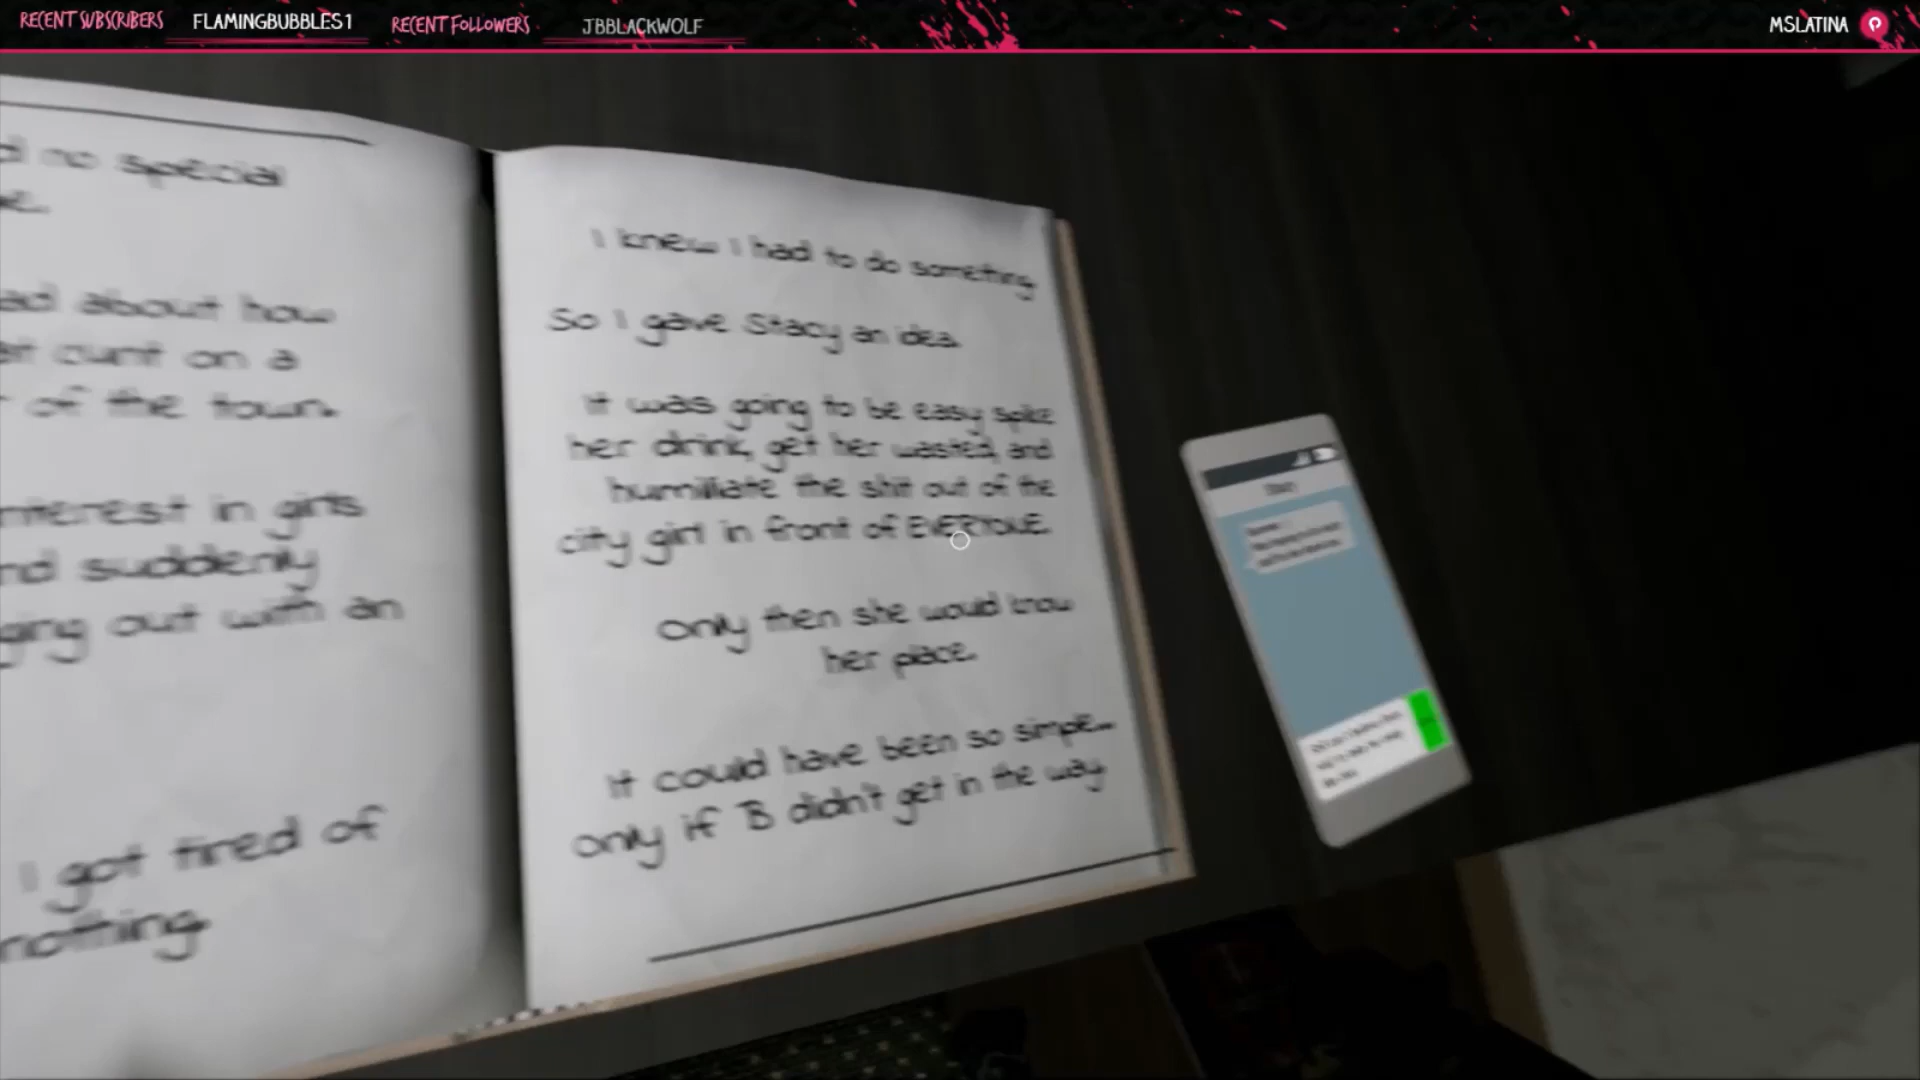 RECENT SUBSCRIBERS FLAMINGBUBBLES1 RECENT FOLLOWERS JBBLACKWOLF MSLATINA
no special
about how
cunt on a
of the town.
interest in girls
suddenly
out with an
I got tired of
nothing.
I knew I had to do something.
So I gave Stacy an idea.
It was going to be easy spike
her drink, get her wasted, and
humiliate the shit out of the
city girl in front of EVERYONE.
Only then she would know
her place.
It could have been so simple...
only if B didn't get in the way.